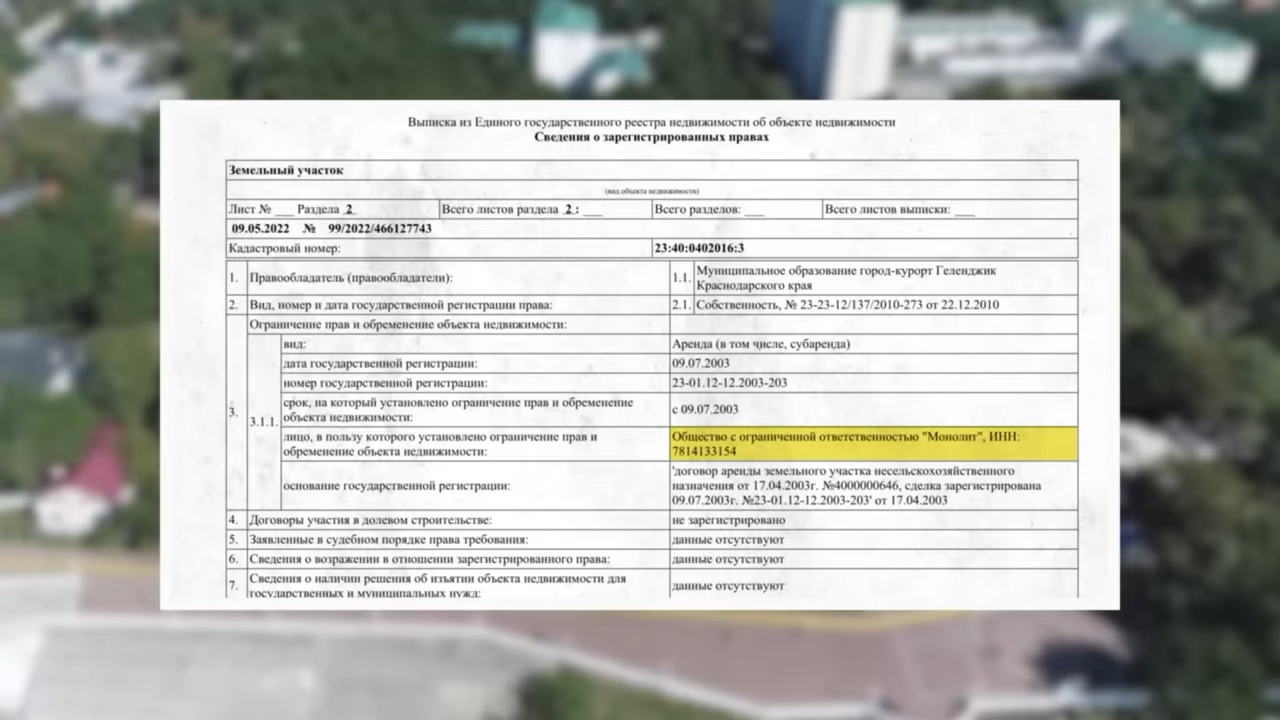 Выписка из Единого государственного реестра недвижимости об объекте недвижимости
Сведения о зарегистрированных правах
Земельный участок
(вид объекта недвижимости)
Лист № ___ Раздела 2 Всего листов раздела 2 : ___ Всего разделов: ___ Всего листов выписки: ___
09.05.2022 № 99/2022/466127743
Кадастровый номер: 23:40:0402016:3
1. Правообладатель (правообладатели): 1.1. Муниципальное образование город-курорт Геленджик
Краснодарского края
2. Вид, номер и дата государственной регистрации права: 2.1. Собственность, № 23-23-12/137/2010-273 от 22.12.2010
3. Ограничение прав и обременение объекта недвижимости:
3.1.1. вид: Аренда (в том числе, субаренда)
дата государственной регистрации: 09.07.2003
номер государственной регистрации: 23-01.12-12.2003-203
срок, на который установлено ограничение прав и обременение
объекта недвижимости: с 09.07.2003
лицо, в пользу которого установлено ограничение прав и
обременение объекта недвижимости:
Общество с ограниченной ответственностью "Монолит", ИНН:
7814133154
основание государственной регистрации:
'договор аренды земельного участка несельскохозяйственного
назначения от 17.04.2003г. №4000000646, сделка зарегистрирована
09.07.2003г. №23-01.12-12.2003-203' от 17.04.2003
4. Договоры участия в долевом строительстве: не зарегистрировано
5. Заявленные в судебном порядке права требования: данные отсутствуют
6. Сведения о возражении в отношении зарегистрированного права: данные отсутствуют
7. Сведения о наличии решения об изъятии объекта недвижимости для
государственных и муниципальных нужд: данные отсутствуют